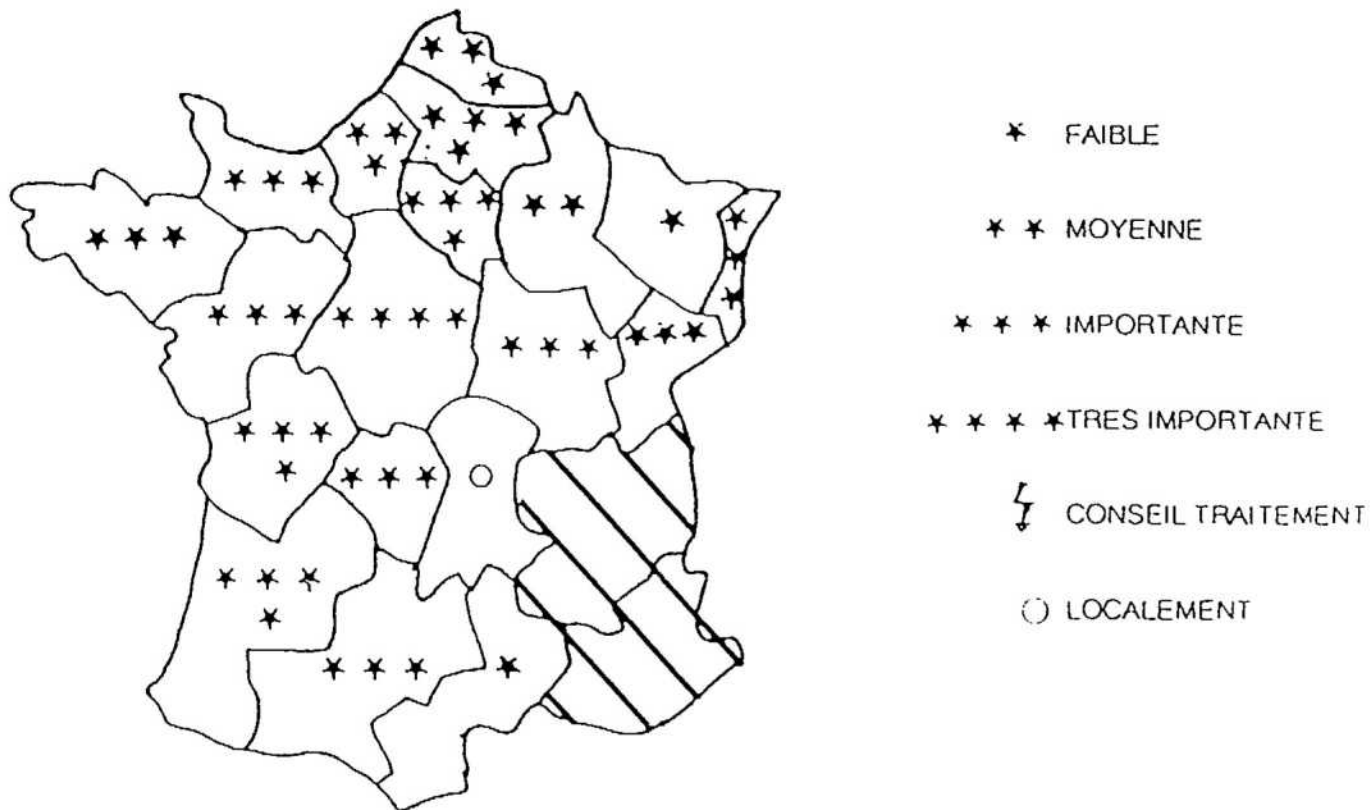 FAIBLE
MOYENNE
IMPORTANTE
TRES IMPORTANTE
CONSEIL TRAITEMENT
LOCALEMENT